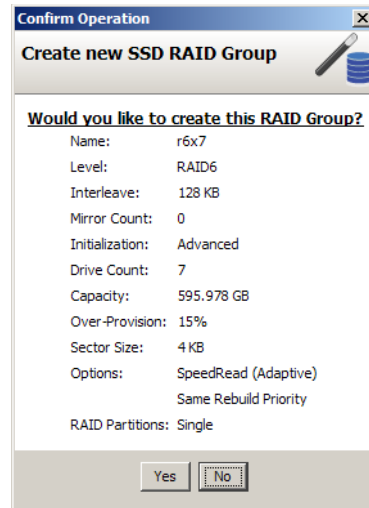 Confirm Operation
Create new SSD RAID Group
Would you like to create this RAID Group?
Name: r6x7
Level: RAID6
Interleave: 128 KB
Mirror Count: 0
Initialization: Advanced
Drive Count: 7
Capacity: 595.978 GB
Over-Provision: 15%
Sector Size: 4 KB
Options: SpeedRead (Adaptive)
Same Rebuild Priority
RAID Partitions: Single
Yes No